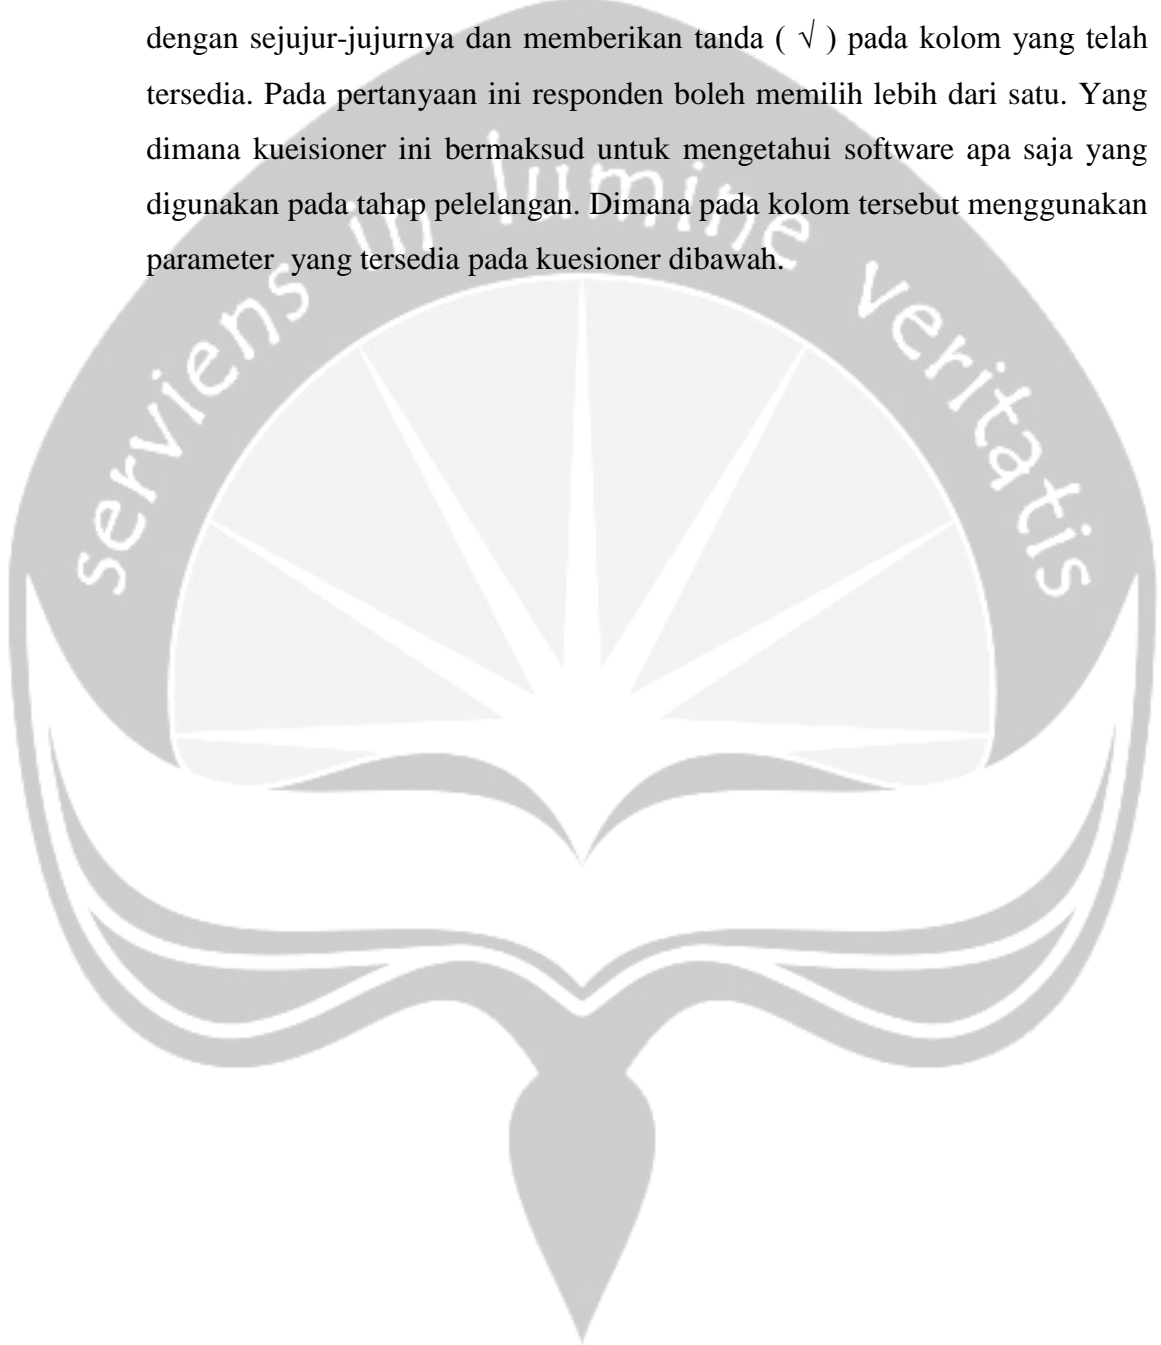 dengan sejujur-jujurnya dan memberikan tanda ( √ ) pada kolom yang telah
tersedia. Pada pertanyaan ini responden boleh memilih lebih dari satu. Yang
dimana kueisioner ini bermaksud untuk mengetahui software apa saja yang
digunakan pada tahap pelelangan. Dimana pada kolom tersebut menggunakan
parameter  yang tersedia pada kuesioner dibawah.
serviens in lumine veritatis